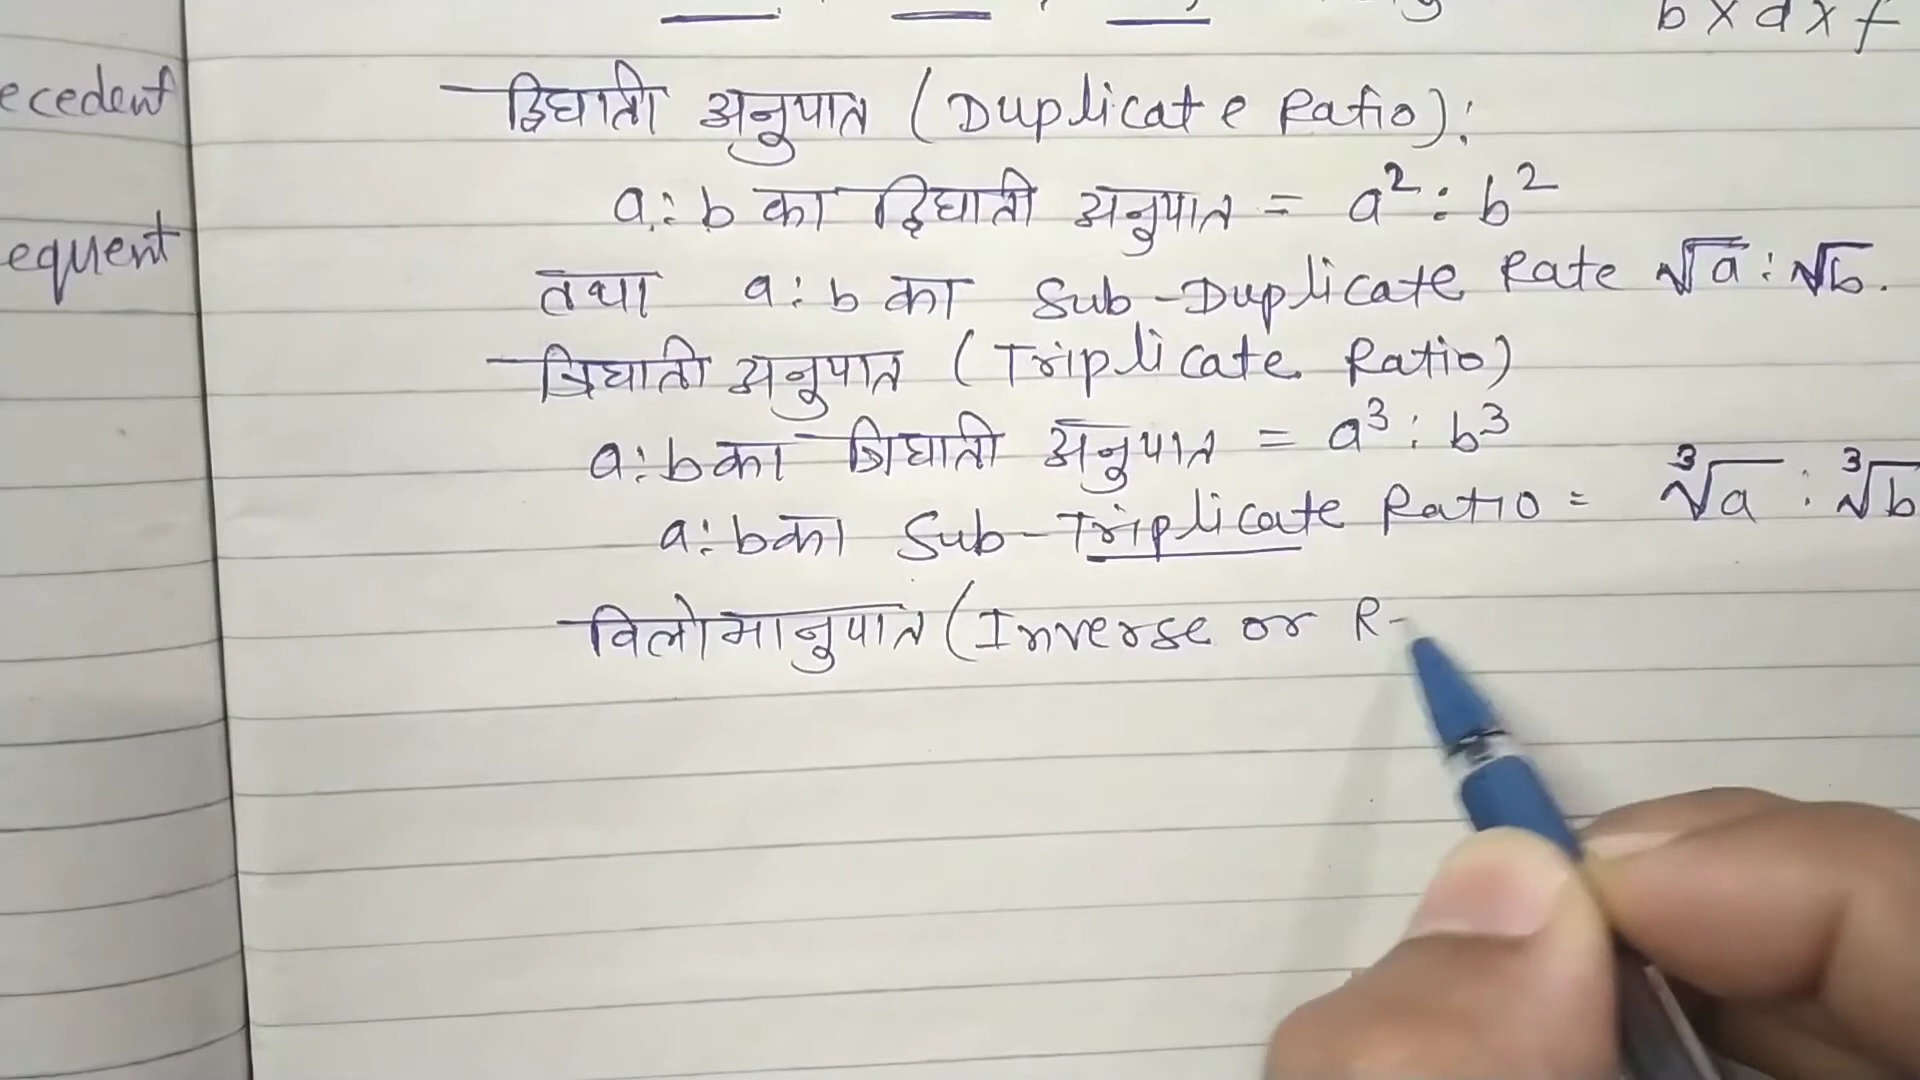 b x d x f
ecedent
द्विघाती अनुपात (Duplicate Ratio):
a:b का द्विघाती अनुपात = a² : b²
equent
तथा a:b का Sub-Duplicate Rate √a : √b.
त्रिघाती अनुपात (Triplicate Ratio)
a:b का त्रिघाती अनुपात = a³ : b³
a:b का Sub-Triplicate Ratio = ∛a : ∛b
विलोमानुपात (Inverse or R